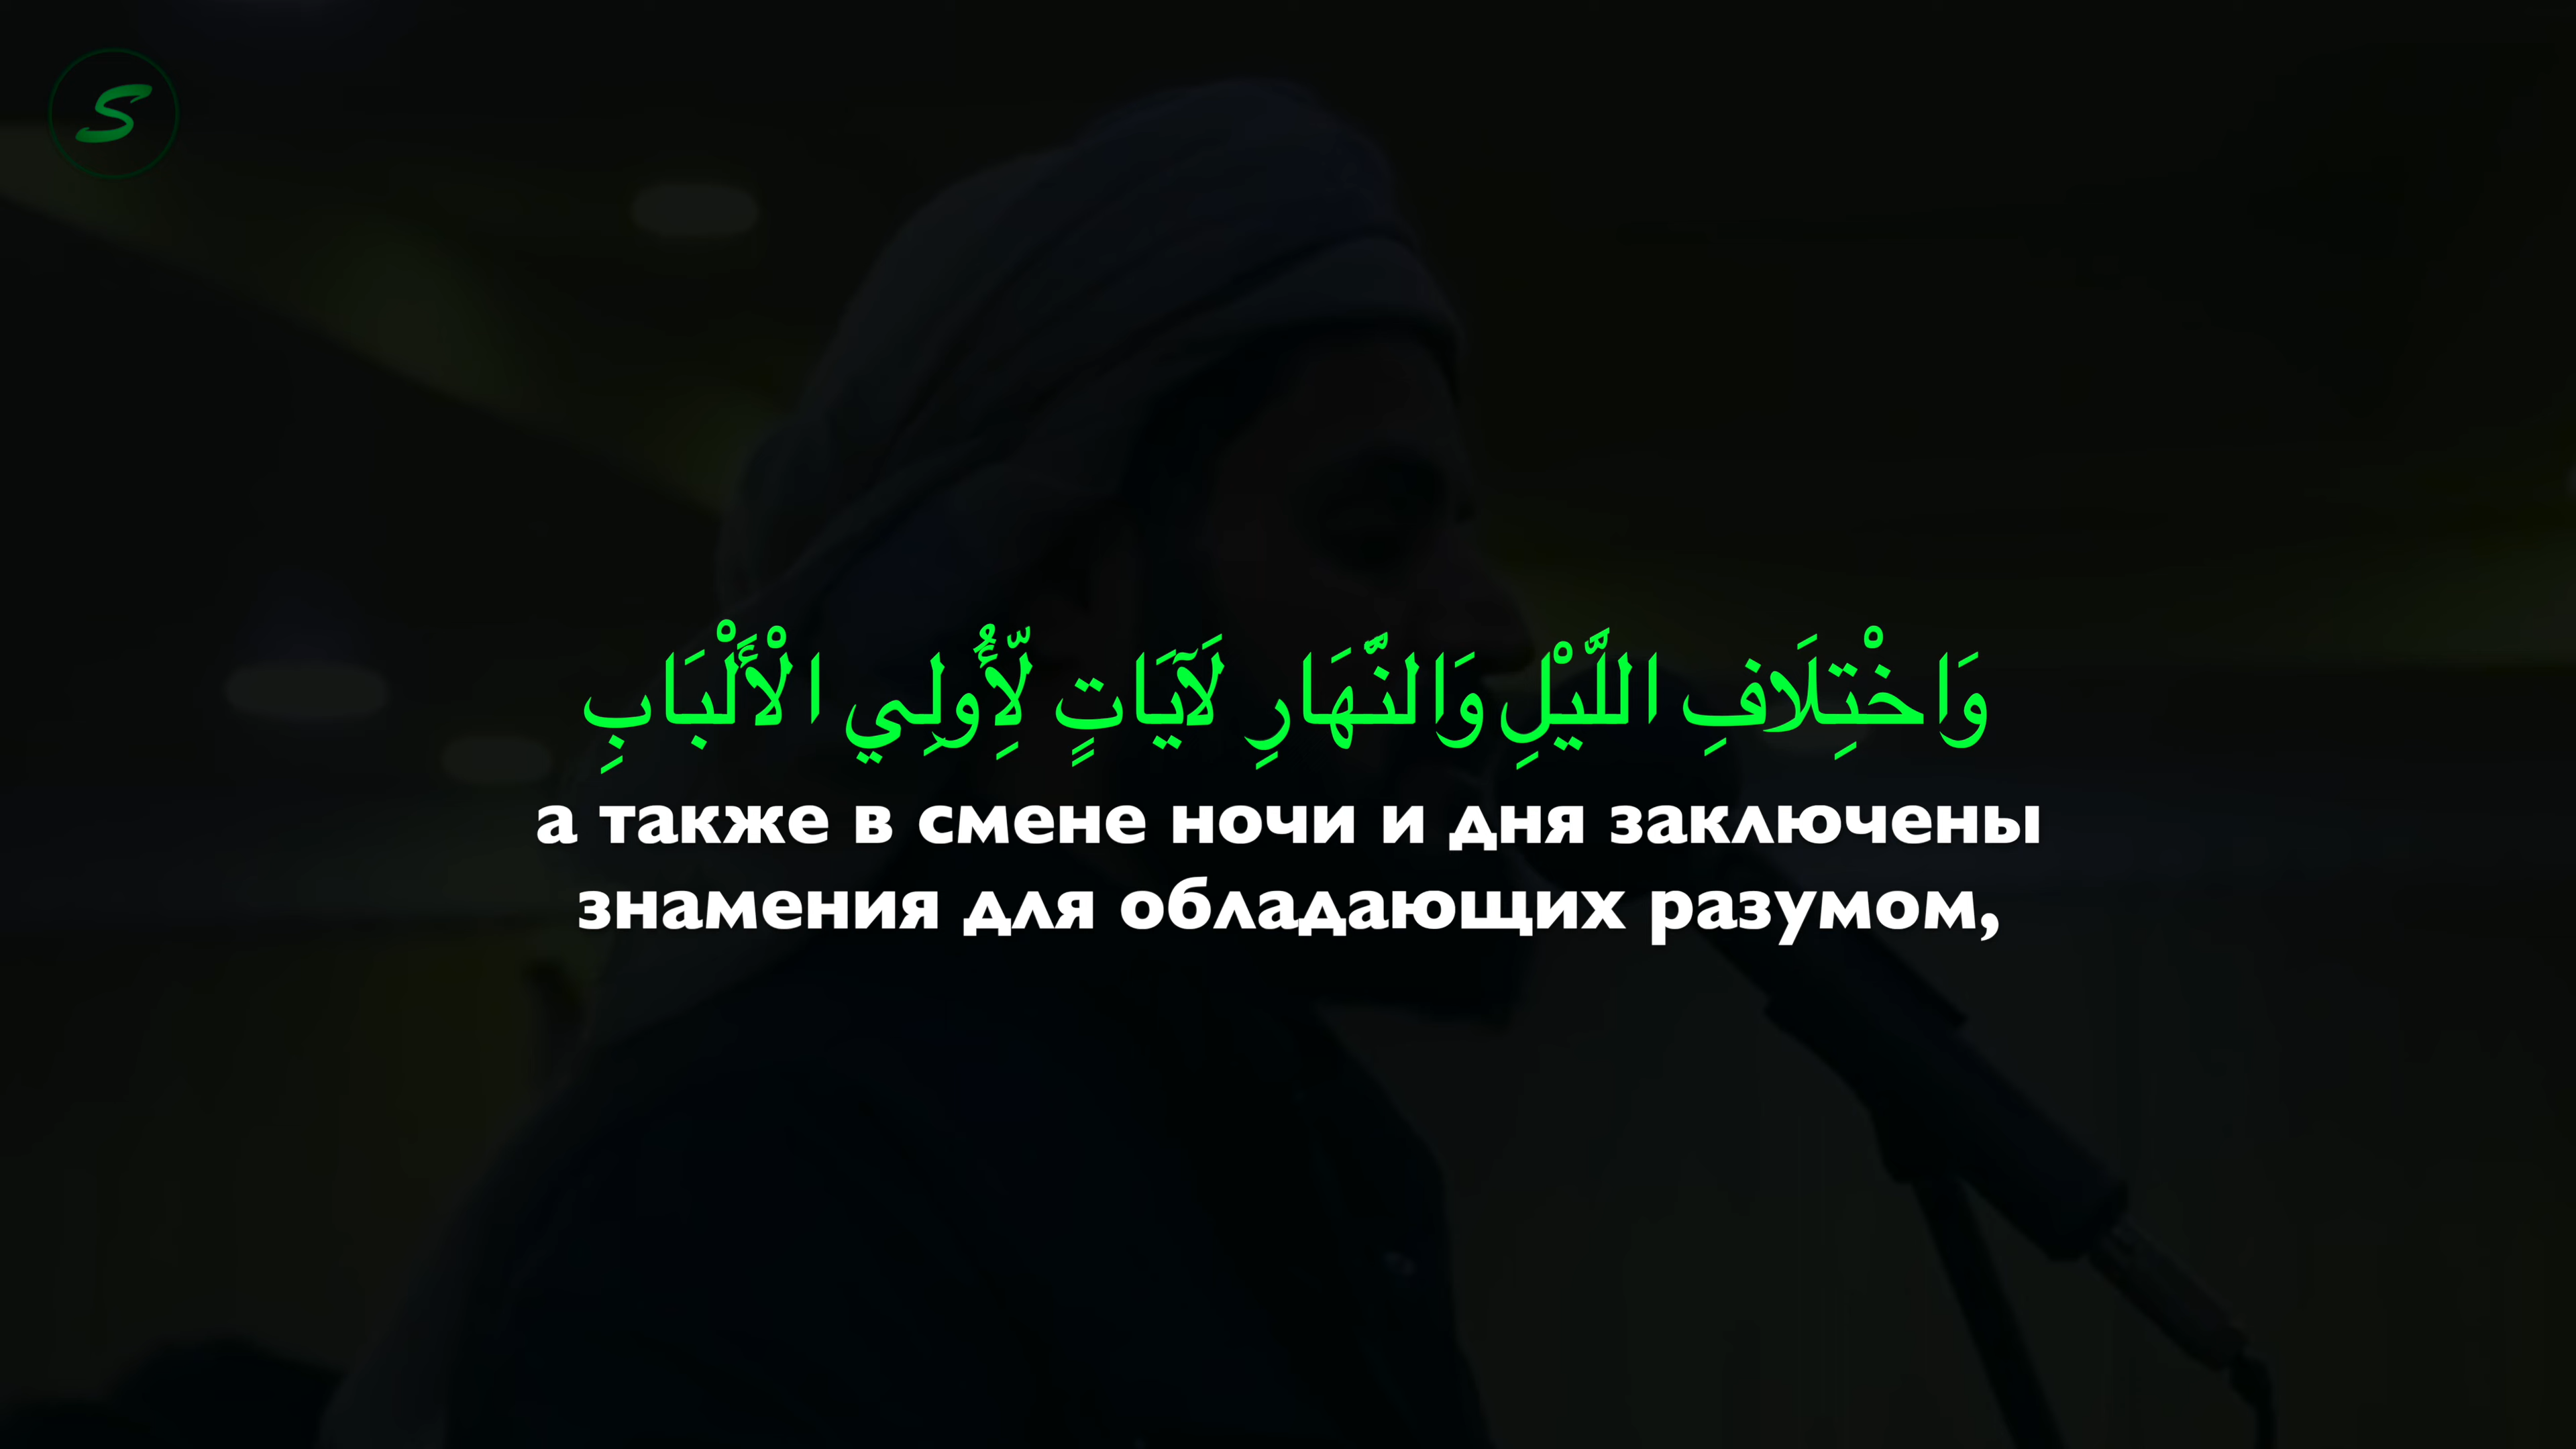 S
وَاخْتِلَافِ اللَّيْلِ وَالنَّهَارِ لَآيَاتٍ لِّأُولِي الْأَلْبَابِ
а также в смене ночи и дня заключены
знамения для обладающих разумом,